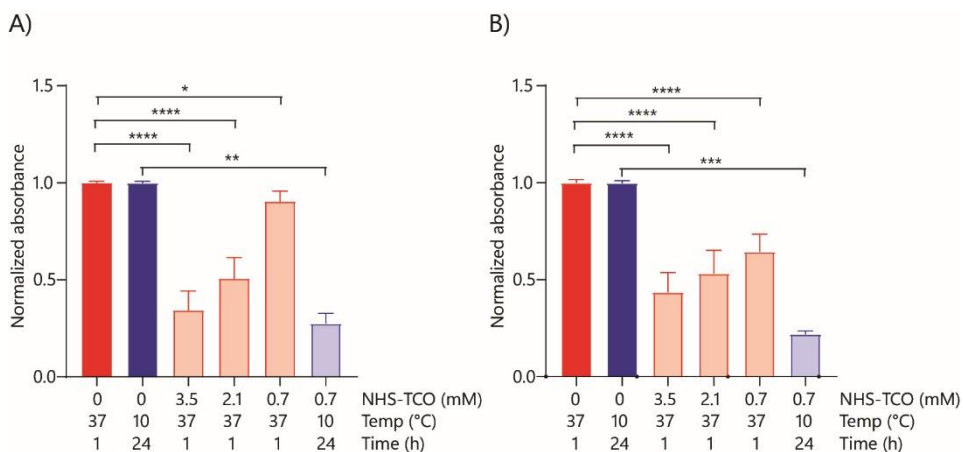 A)
Normalized absorbance
1.5
1.0
0.5
0.0
*
****
****
**
0 0 3.5 2.1 0.7 0.7 NHS-TCO (mM)
37 10 37 37 37 10 Temp (°C)
1 24 1 1 1 24 Time (h)
B)
Normalized absorbance
1.5
1.0
0.5
0.0
****
****
****
***
0 0 3.5 2.1 0.7 0.7 NHS-TCO (mM)
37 10 37 37 37 10 Temp (°C)
1 24 1 1 1 24 Time (h)